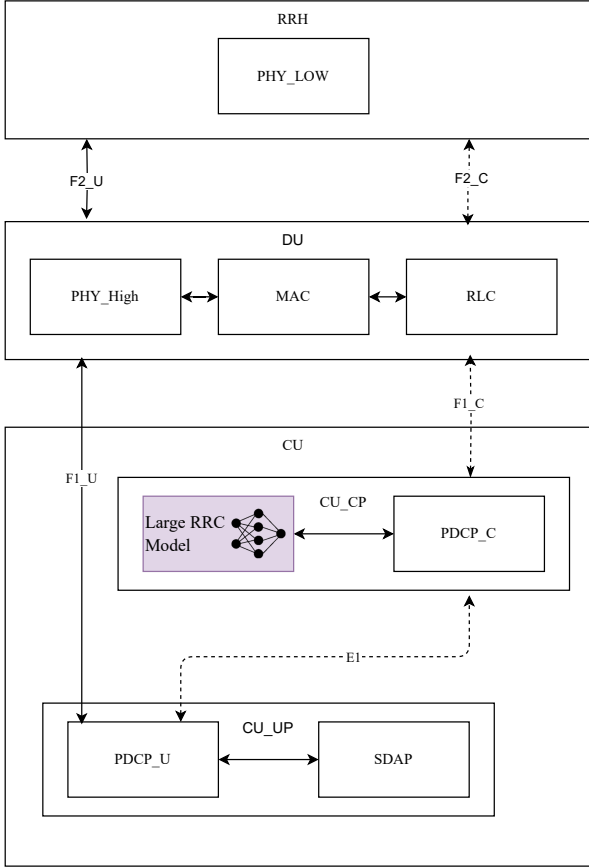 RRH
PHY_LOW
F2_U
F2_C
DU
PHY_High
MAC
RLC
F1_C
CU
F1_U
CU_CP
Large RRC
Model
PDCP_C
E1
CU_UP
PDCP_U
SDAP